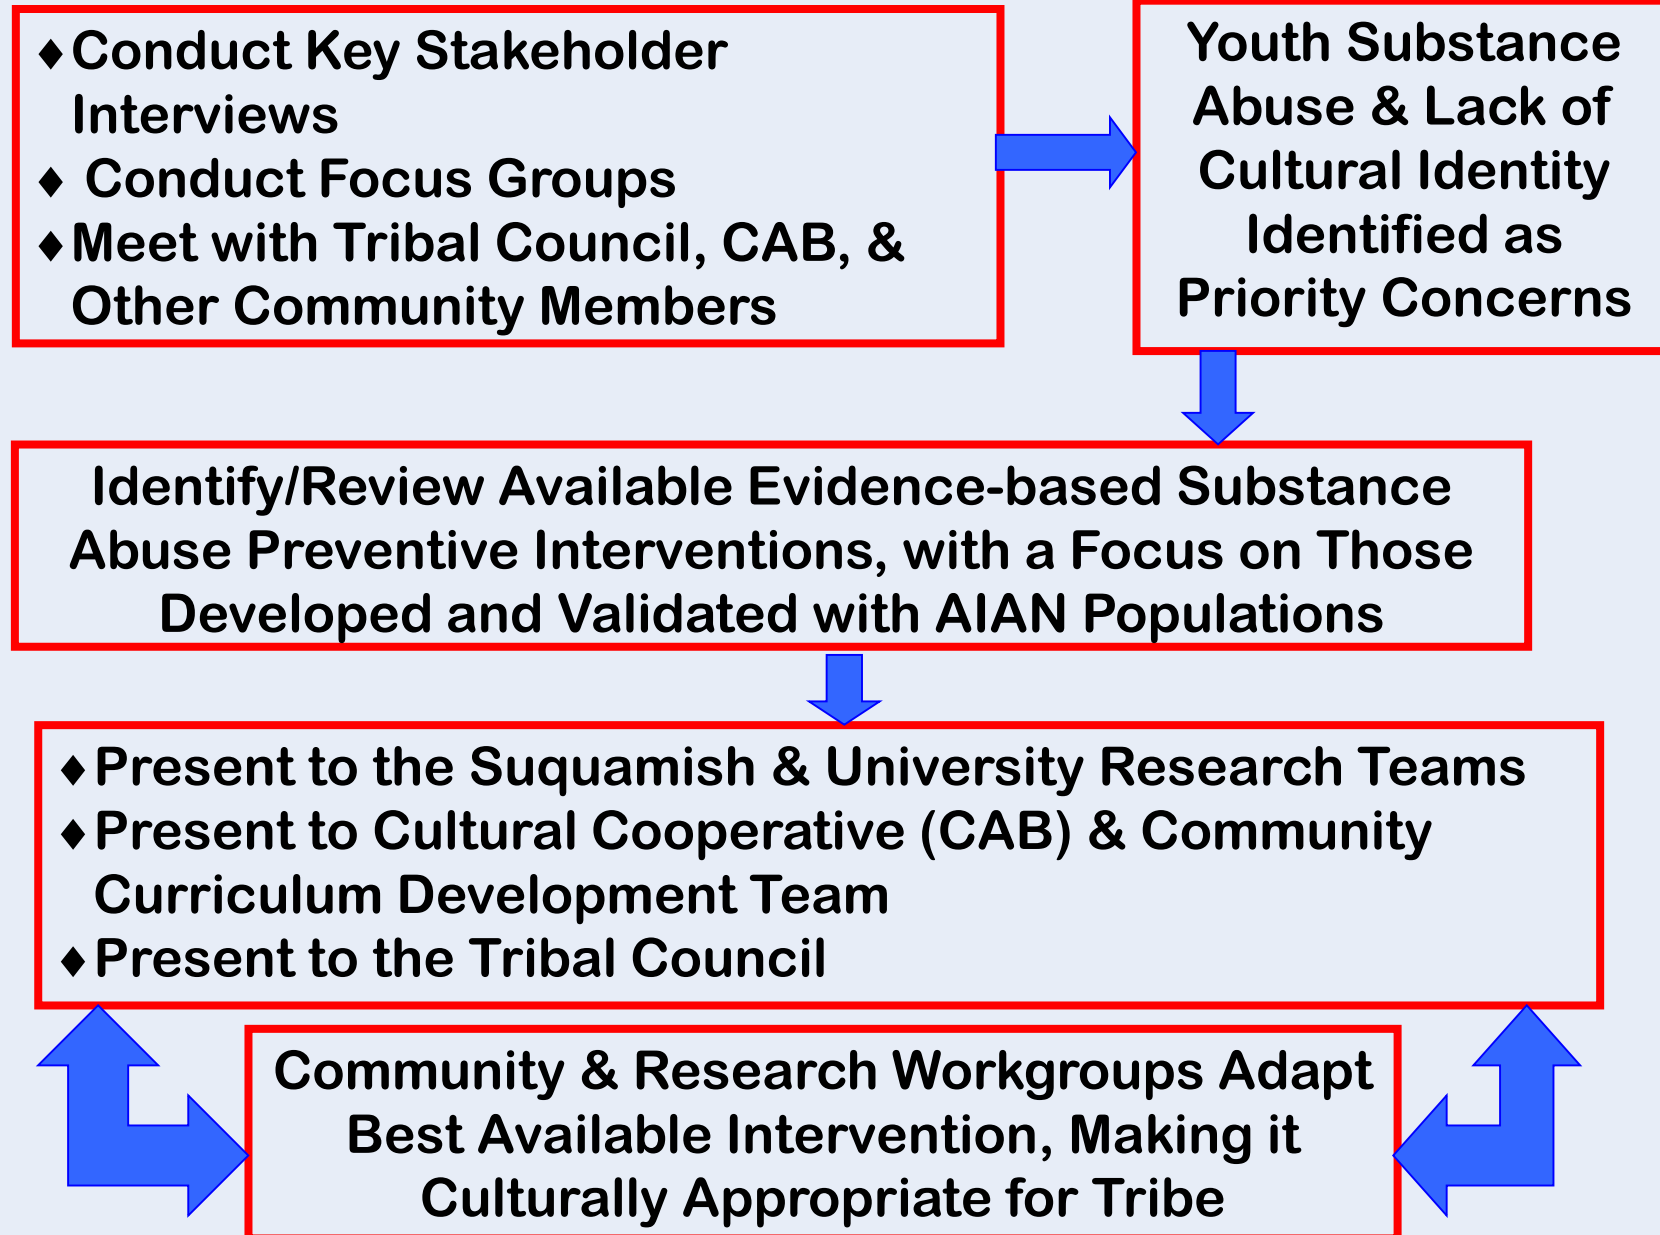 ♦Conduct Key Stakeholder
Interviews
♦ Conduct Focus Groups
♦Meet with Tribal Council, CAB, &
Other Community Members
Youth Substance
Abuse & Lack of
Cultural Identity
Identified as
Priority Concerns
Identify/Review Available Evidence-based Substance
Abuse Preventive Interventions, with a Focus on Those
Developed and Validated with AIAN Populations
♦Present to the Suquamish & University Research Teams
♦Present to Cultural Cooperative (CAB) & Community
Curriculum Development Team
♦Present to the Tribal Council
Community & Research Workgroups Adapt
Best Available Intervention, Making it
Culturally Appropriate for Tribe